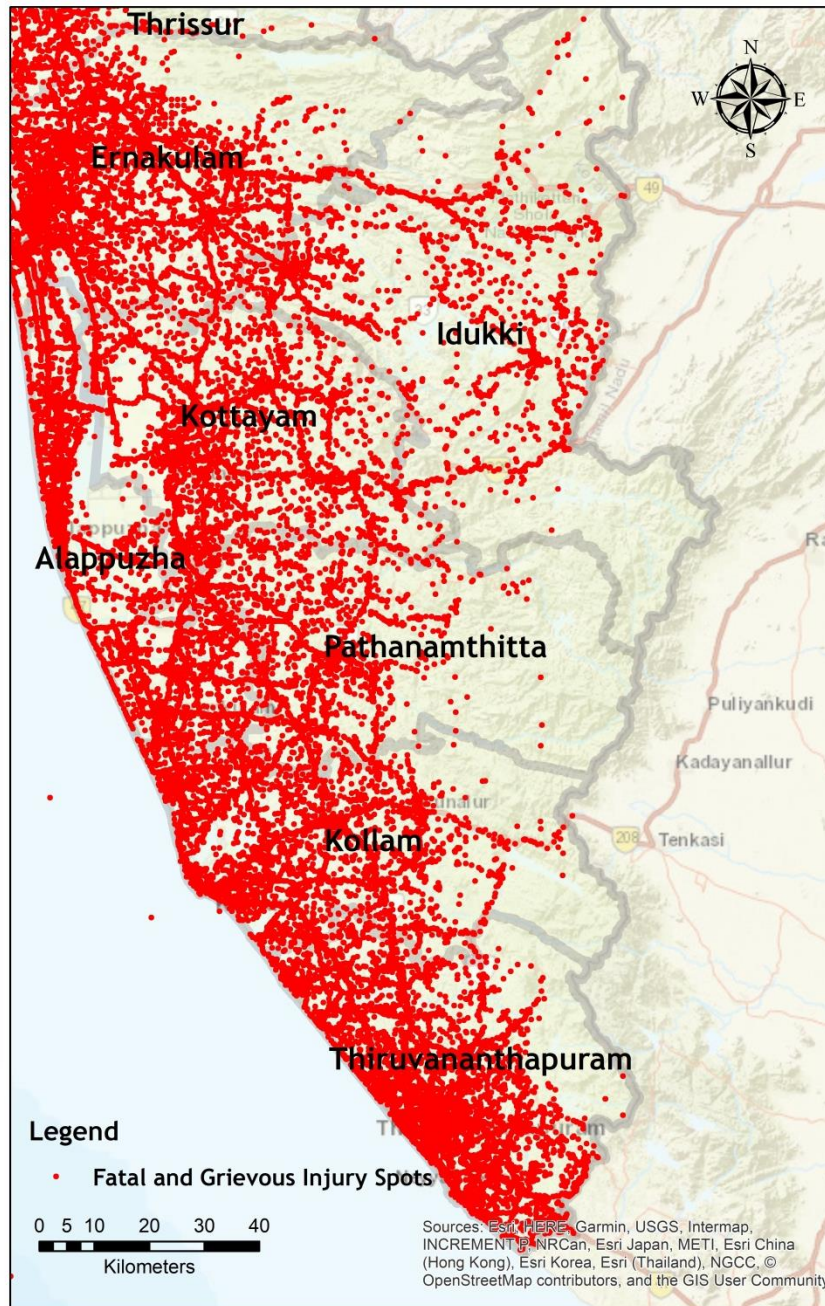 Thrissur
N
W E
S
Ernakulam
49
Idukki
Tamil Nadu
Kottayam
Alappuzha
Pathanamthitta
Puliyankudi
Kadayanallur
Kollam
208
Tenkasi
Thiruvananthapuram
Legend
Fatal and Grievous Injury Spots
0 5 10 20 30 40
Kilometers
Sources: Esri, HERE, Garmin, USGS, Intermap,
INCREMENT P, NRCan, Esri Japan, METI, Esri China
(Hong Kong), Esri Korea, Esri (Thailand), NGCC, ©
OpenStreetMap contributors, and the GIS User Community